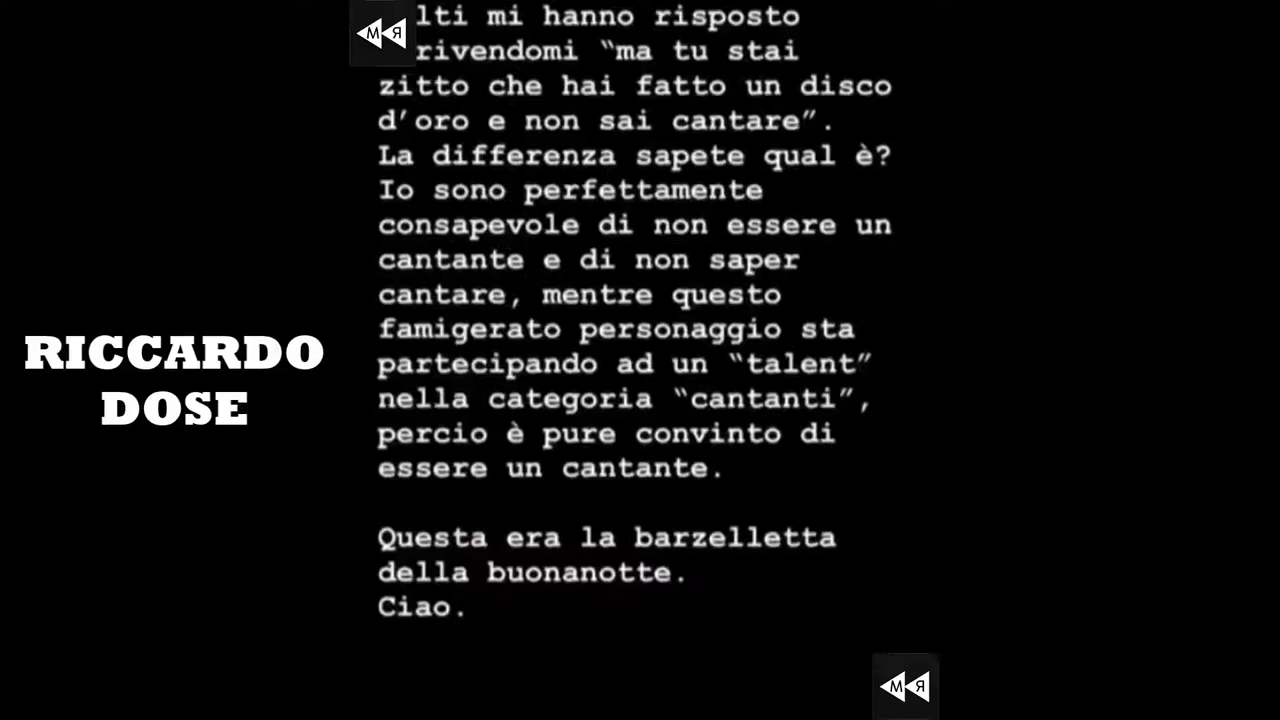 lti mi hanno risposto
rivendomi “ma tu stai
zitto che hai fatto un disco
d’oro e non sai cantare”.
La differenza sapete qual è?
Io sono perfettamente
consapevole di non essere un
cantante e di non saper
cantare, mentre questo
famigerato personaggio sta
partecipando ad un “talent”
nella categoria “cantanti”,
percio è pure convinto di
essere un cantante.
Questa era la barzelletta
della buonanotte.
Ciao.
RICCARDO
DOSE
MR
MR